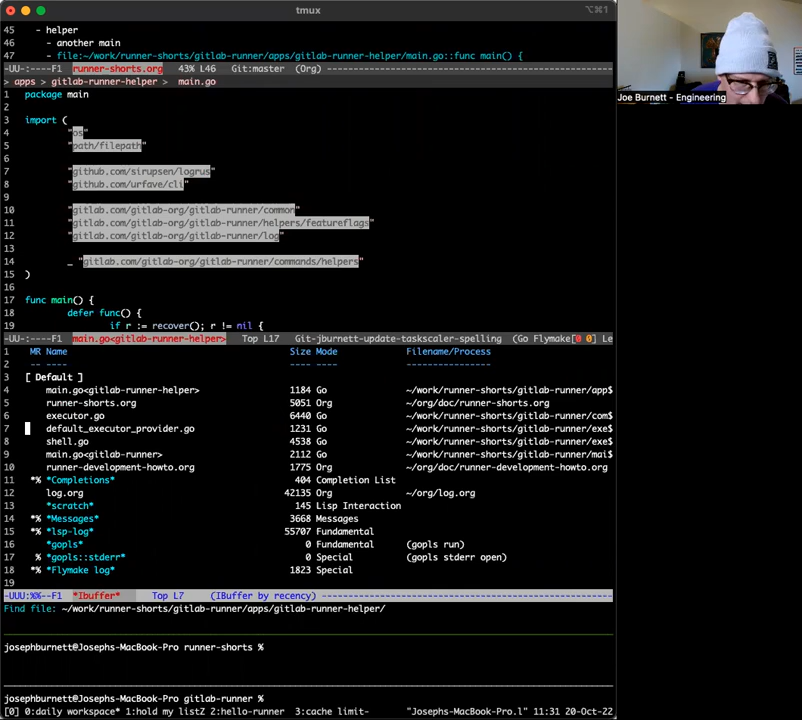 tmux
⌥⌘1
45 - helper
46 - another main
47 - file:~/work/runner-shorts/gitlab-runner/apps/gitlab-runner-helper/main.go::func main() {
-UU-:----F1 runner-shorts.org 43% L46 Git:master (Org)
> apps > gitlab-runner-helper > main.go
1 package main
2
3 import (
4 "os"
5 "path/filepath"
6
7 "github.com/sirupsen/logrus"
8 "github.com/urfave/cli"
9
10 "gitlab.com/gitlab-org/gitlab-runner/common"
11 "gitlab.com/gitlab-org/gitlab-runner/helpers/featureflags"
12 "gitlab.com/gitlab-org/gitlab-runner/log"
13
14 _ "gitlab.com/gitlab-org/gitlab-runner/commands/helpers"
15 )
16
17 func main() {
18 defer func() {
19 if r := recover(); r != nil {
-UU-:----F1 main.go<gitlab-runner-helper> Top L17 Git-jburnett-update-taskscaler-spelling (Go Flymake[0 0] Le
1 MR Name Size Mode Filename/Process
2 -- ---- ---- ---- ----------------
3 [ Default ]
4 main.go<gitlab-runner-helper> 1184 Go ~/work/runner-shorts/gitlab-runner/app$
5 runner-shorts.org 5051 Org ~/org/doc/runner-shorts.org
6 executor.go 6440 Go ~/work/runner-shorts/gitlab-runner/com$
7 default_executor_provider.go 1231 Go ~/work/runner-shorts/gitlab-runner/exe$
8 shell.go 4538 Go ~/work/runner-shorts/gitlab-runner/exe$
9 main.go<gitlab-runner> 2112 Go ~/work/runner-shorts/gitlab-runner/mai$
10 runner-development-howto.org 1775 Org ~/org/doc/runner-development-howto.org
11 *% *Completions* 404 Completion List
12 log.org 42135 Org ~/org/log.org
13 *scratch* 145 Lisp Interaction
14 *% *Messages* 3668 Messages
15 *% *lsp-log* 55707 Fundamental
16 *gopls* 0 Fundamental (gopls run)
17 % *gopls::stderr* 0 Special (gopls stderr open)
18 *% *Flymake log* 1823 Special
19
-UUU:%%--F1 *Ibuffer* Top L7 (IBuffer by recency)
Find file: ~/work/runner-shorts/gitlab-runner/apps/gitlab-runner-helper/
josephburnett@Josephs-MacBook-Pro runner-shorts %
josephburnett@Josephs-MacBook-Pro gitlab-runner %
[0] 0:daily workspace* 1:hold my listZ 2:hello-runner 3:cache limit- "Josephs-MacBook-Pro.l" 11:31 20-Oct-22
Joe Burnett - Engineering